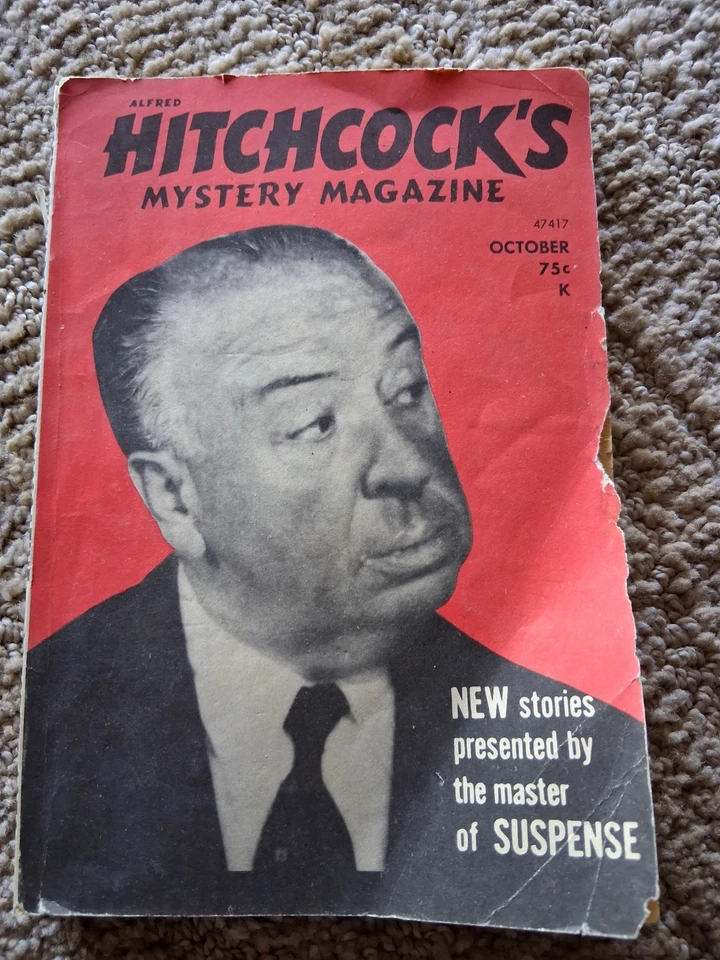 ALFRED
HITCHCOCK'S
MYSTERY MAGAZINE
47417
OCTOBER
75c
K
NEW stories
presented by
the master
of SUSPENSE